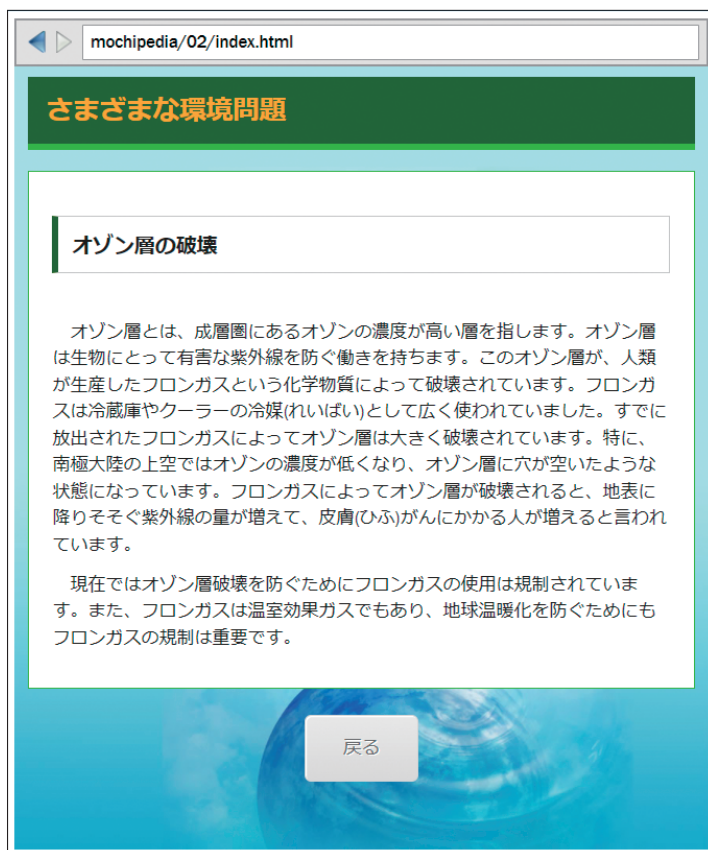 mochipedia/02/index.html
さまざまな環境問題
オゾン層の破壊
　オゾン層とは、成層圏にあるオゾンの濃度が高い層を指します。オゾン層
は生物にとって有害な紫外線を防ぐ働きを持ちます。このオゾン層が、人類
が生産したフロンガスという化学物質によって破壊されています。フロンガ
スは冷蔵庫やクーラーの冷媒(れいばい)として広く使われていました。すでに
放出されたフロンガスによってオゾン層は大きく破壊されています。特に、
南極大陸の上空ではオゾンの濃度が低くなり、オゾン層に穴が空いたような
状態になっています。フロンガスによってオゾン層が破壊されると、地表に
降りそそぐ紫外線の量が増えて、皮膚(ひふ)がんにかかる人が増えると言われ
ています。
　現在ではオゾン層破壊を防ぐためにフロンガスの使用は規制されていま
す。また、フロンガスは温室効果ガスでもあり、地球温暖化を防ぐためにも
フロンガスの規制は重要です。
戻る